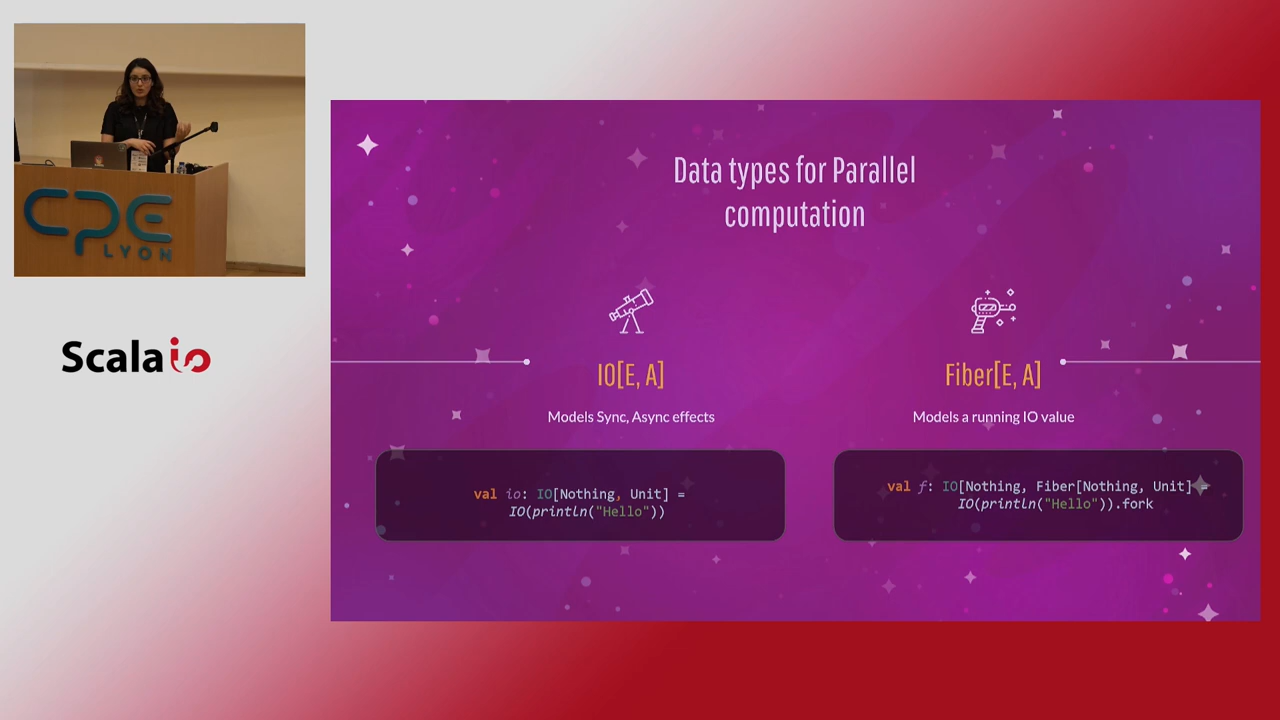 CPE
LYON
Scala io
Data types for Parallel
computation
IO[E, A]
Models Sync, Async effects
val io: IO[Nothing, Unit] =
IO(println("Hello"))
Fiber[E, A]
Models a running IO value
val f: IO[Nothing, Fiber[Nothing, Unit] =
IO(println("Hello")).fork